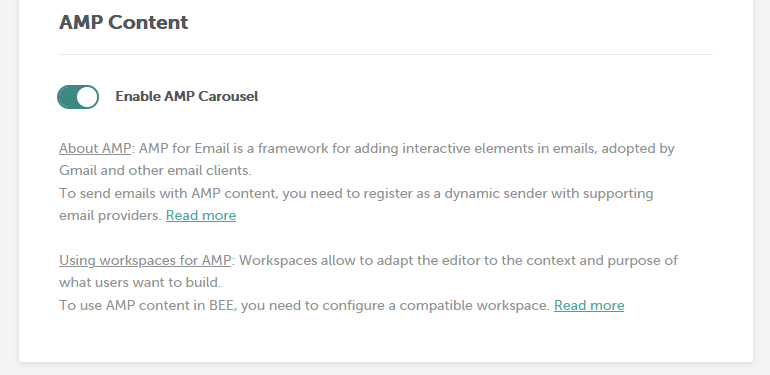 AMP Content
Enable AMP Carousel
About AMP: AMP for Email is a framework for adding interactive elements in emails, adopted by
Gmail and other email clients.
To send emails with AMP content, you need to register as a dynamic sender with supporting
email providers. Read more
Using workspaces for AMP: Workspaces allow to adapt the editor to the context and purpose of
what users want to build.
To use AMP content in BEE, you need to configure a compatible workspace. Read more